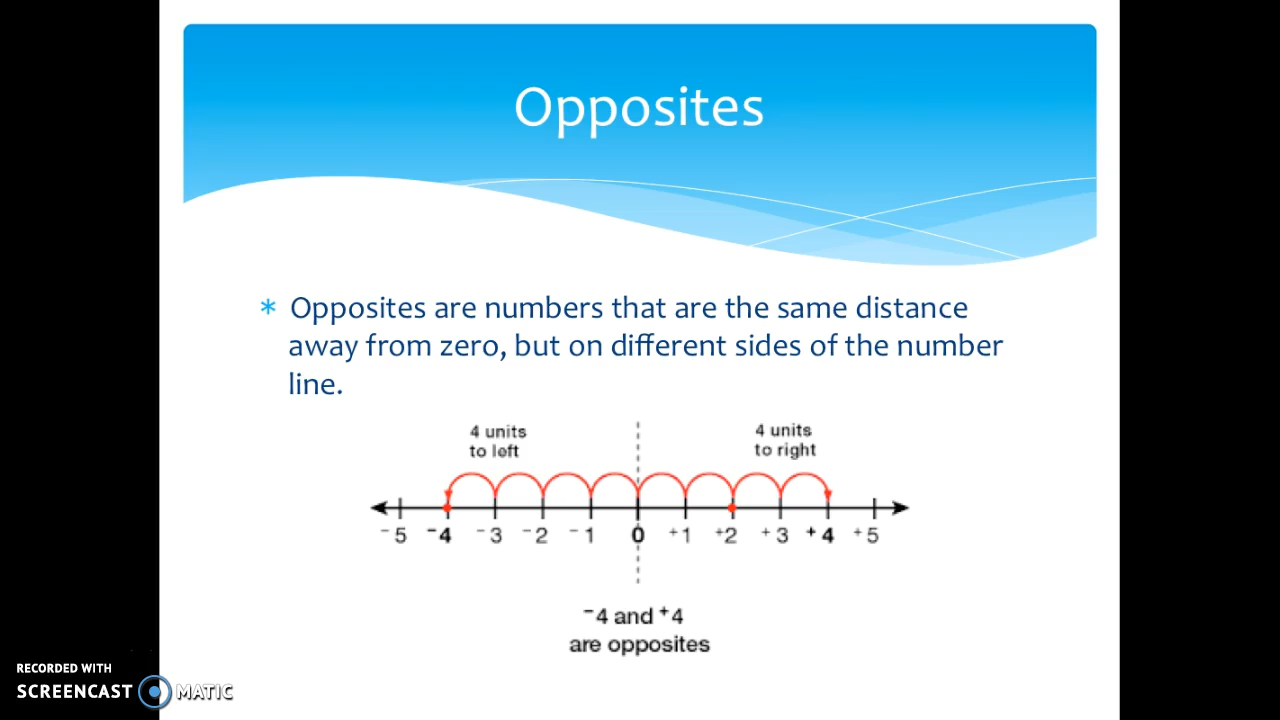 Opposites
* Opposites are numbers that are the same distance
away from zero, but on different sides of the number
line.
4 units 4 units
to left to right
⁻5 ⁻4 ⁻3 ⁻2 ⁻1 0 ⁺1 ⁺2 ⁺3 ⁺4 ⁺5
⁻4 and ⁺4
are opposites
RECORDED WITH
SCREENCAST MATIC